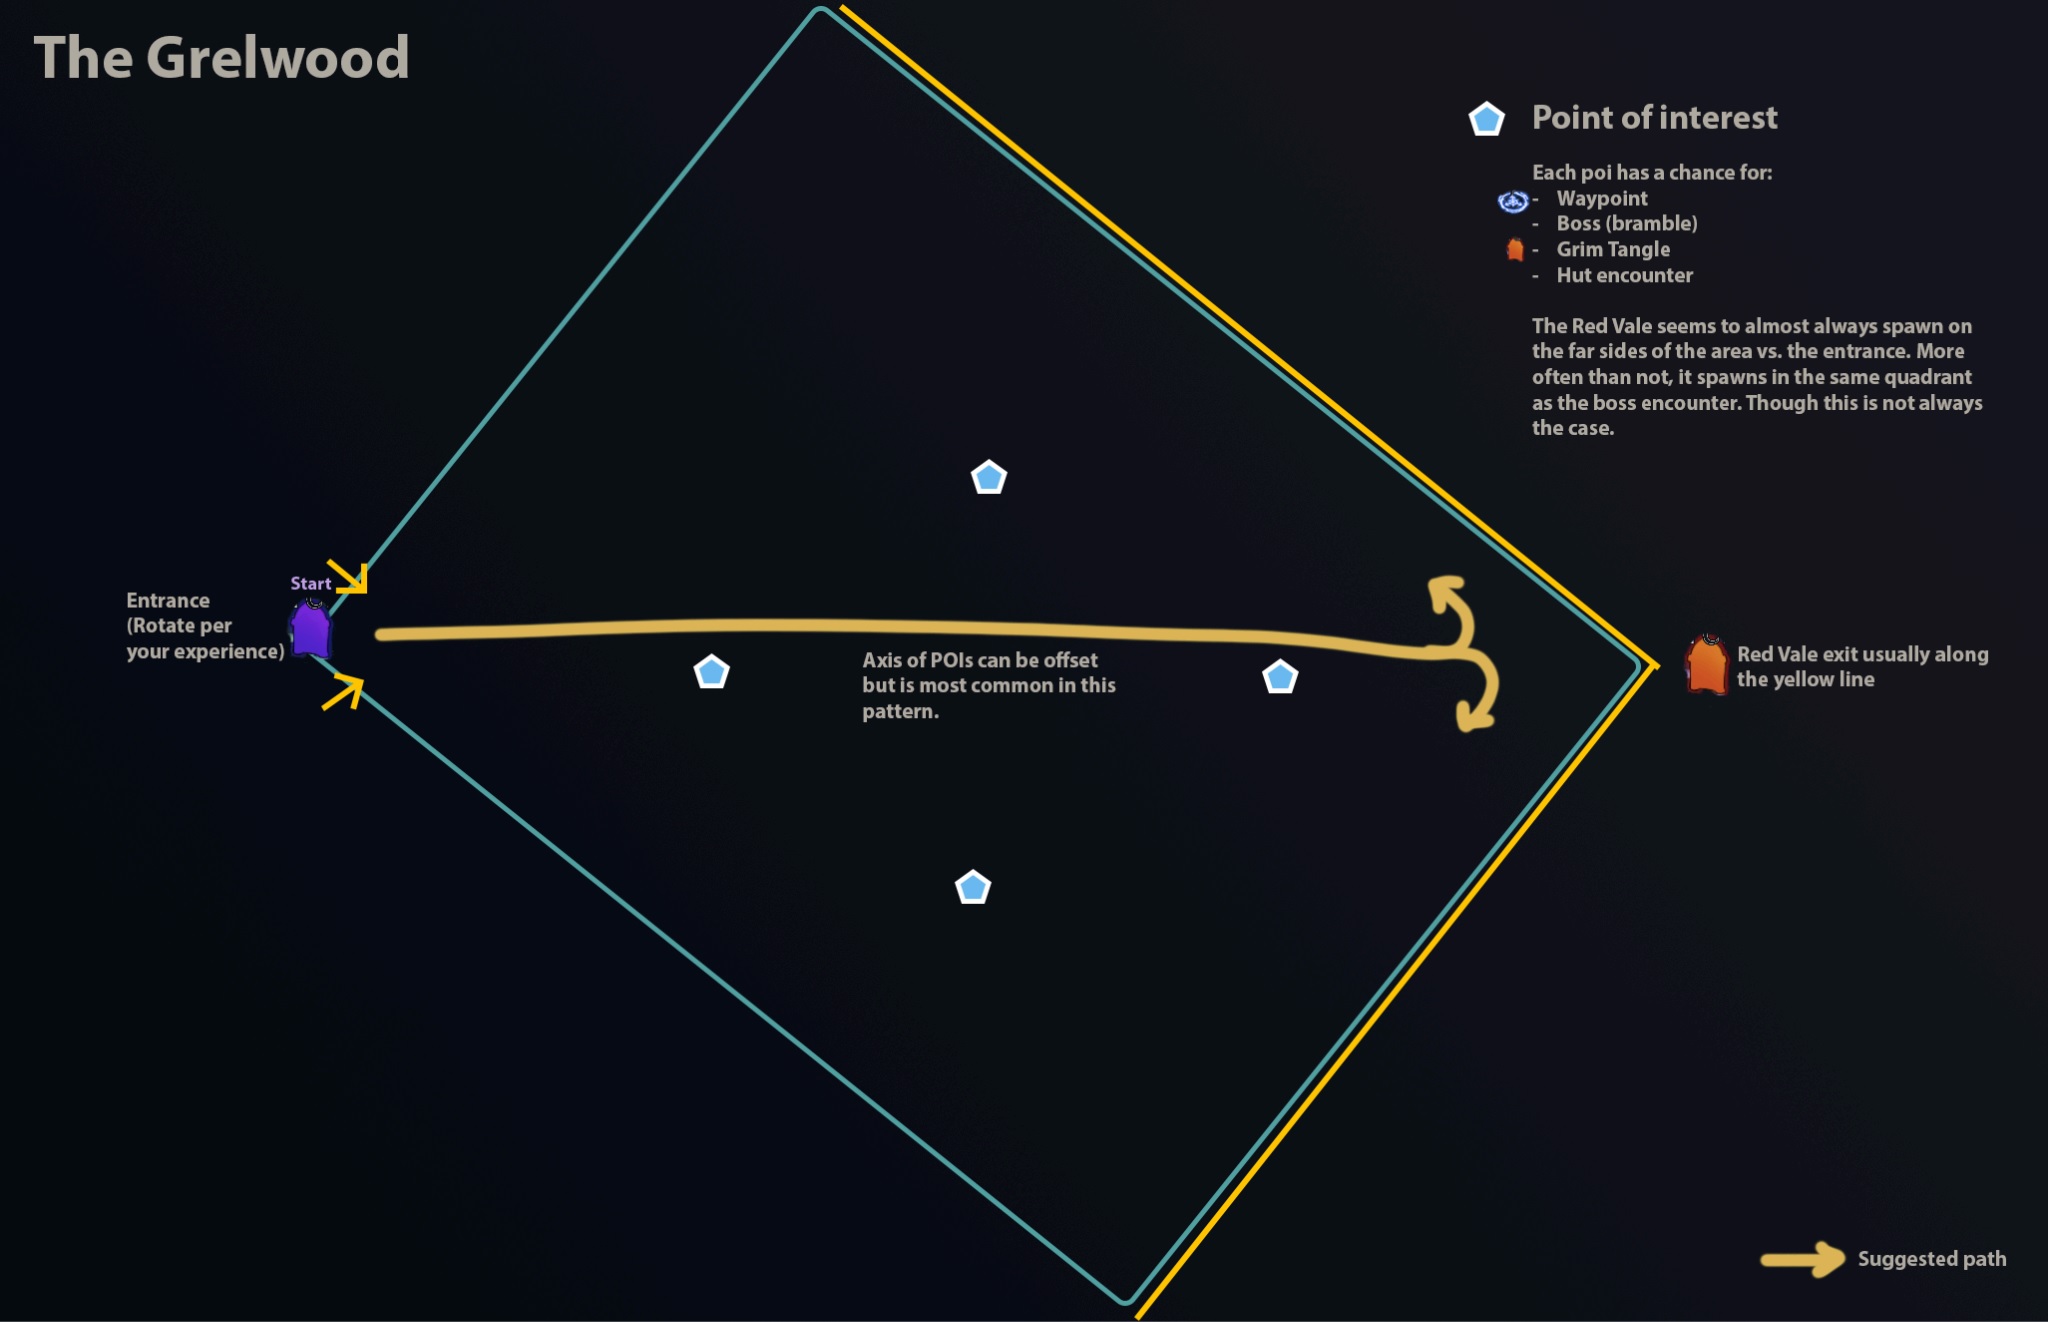 The Grelwood
Point of interest
Each poi has a chance for:
- Waypoint
- Boss (bramble)
- Grim Tangle
- Hut encounter
The Red Vale seems to almost always spawn on
the far sides of the area vs. the entrance. More
often than not, it spawns in the same quadrant
as the boss encounter. Though this is not always
the case.
Start
Entrance
(Rotate per
your experience)
Axis of POIs can be offset
but is most common in this
pattern.
Red Vale exit usually along
the yellow line
Suggested path